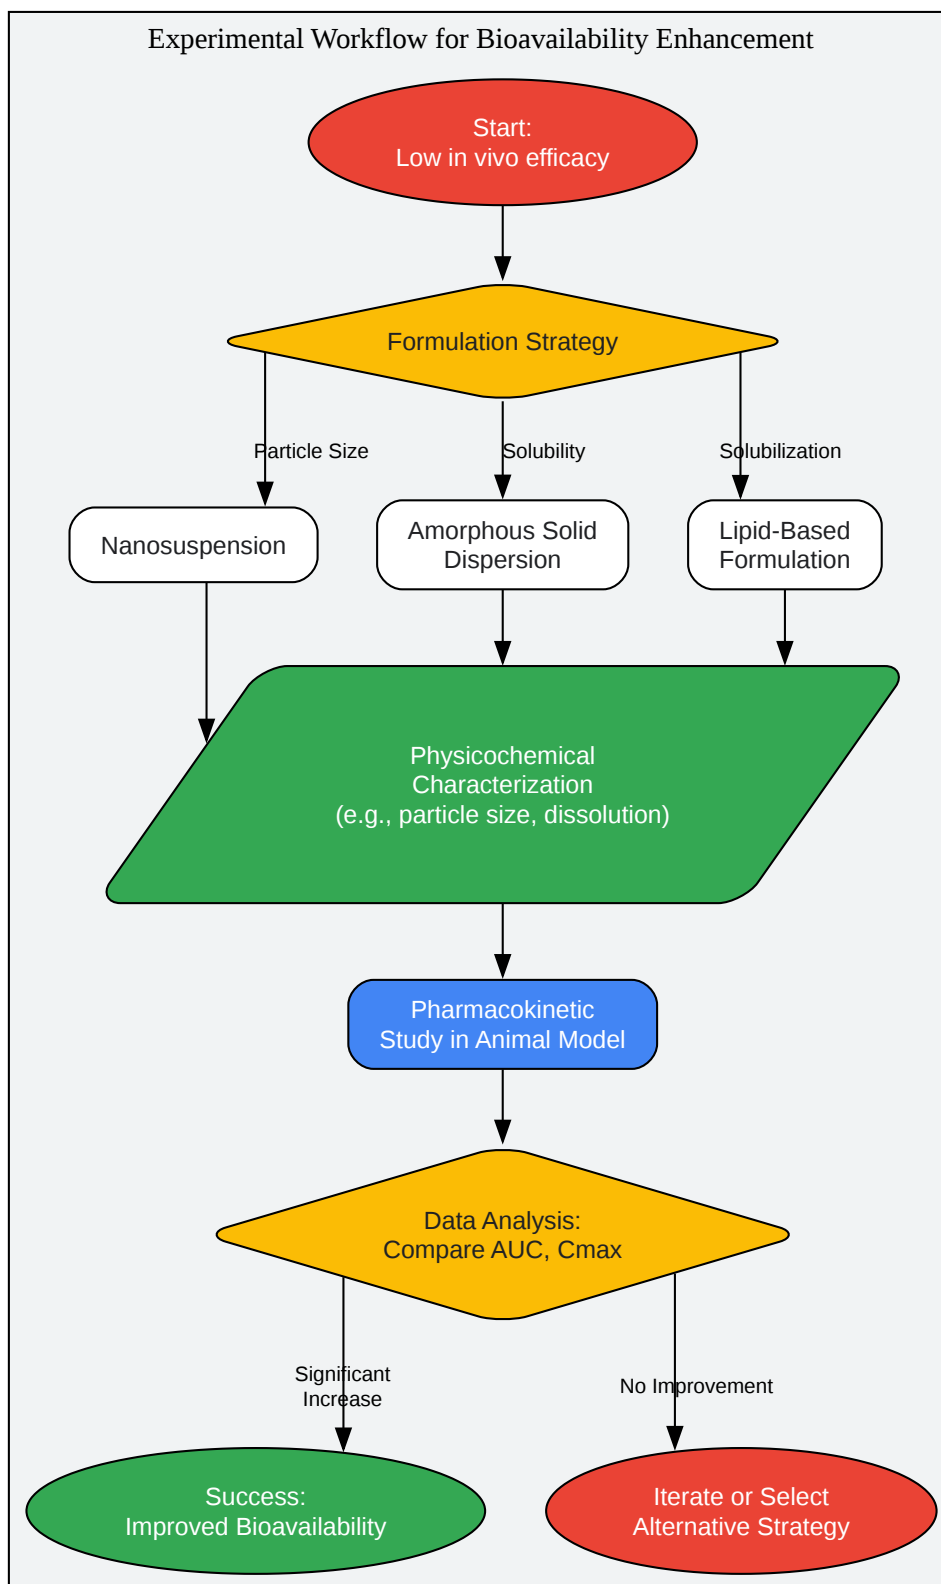 Experimental Workflow for Bioavailability Enhancement
Start:
Low in vivo efficacy
Formulation Strategy
Particle Size
Solubility
Solubilization
Nanosuspension
Amorphous Solid
Dispersion
Lipid-Based
Formulation
Physicochemical
Characterization
(e.g., particle size, dissolution)
Pharmacokinetic
Study in Animal Model
Data Analysis:
Compare AUC, Cmax
Significant
Increase
No Improvement
Success:
Improved Bioavailability
Iterate or Select
Alternative Strategy